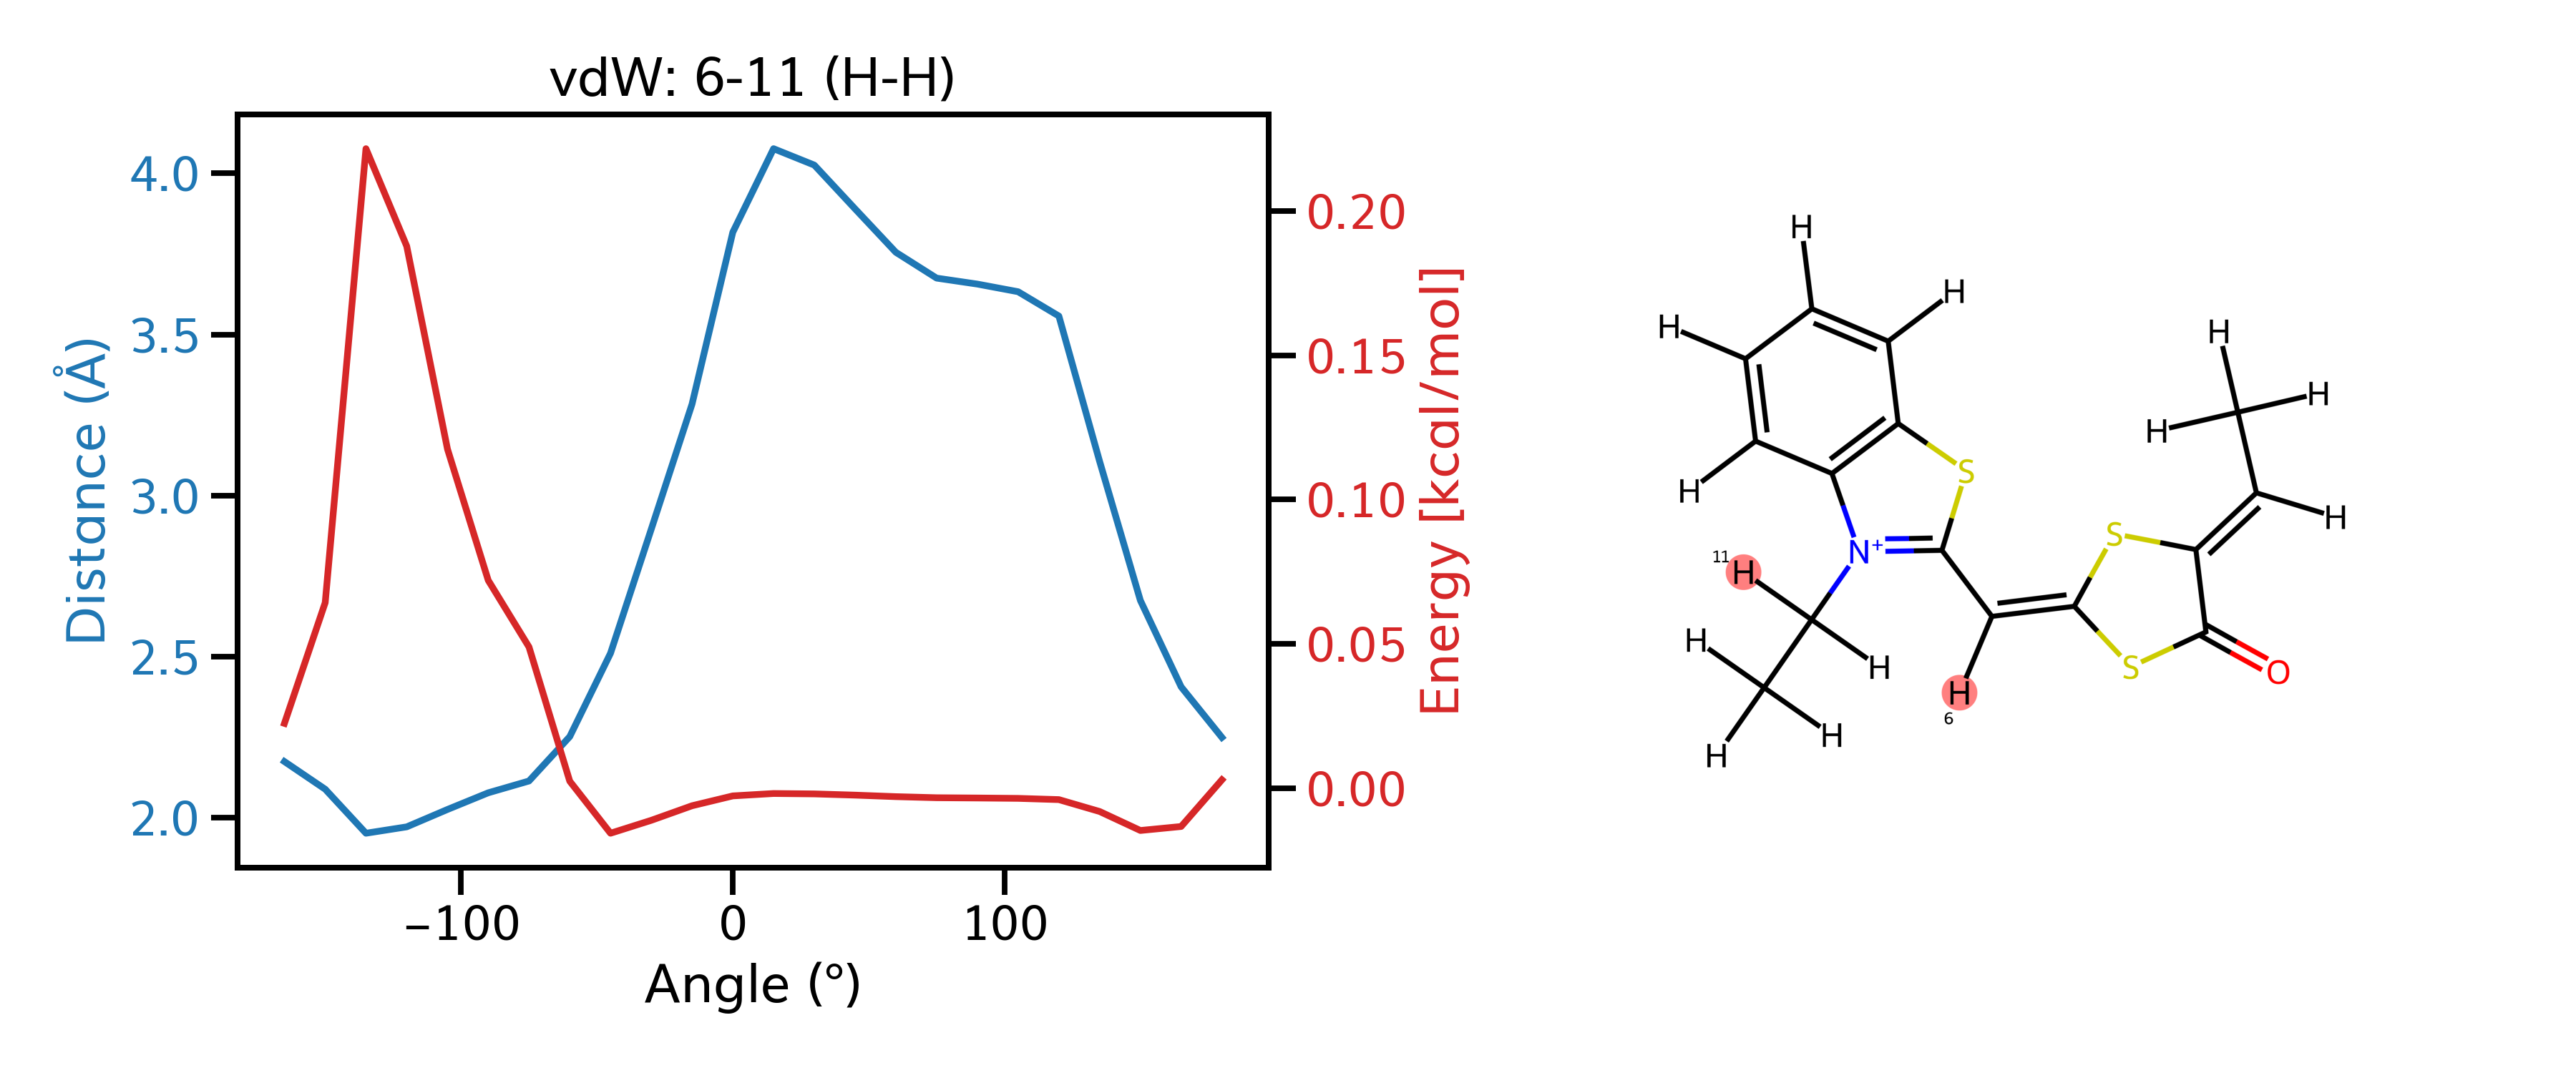 vdW: 6-11 (H-H)
Distance (Å)
4.0
3.5
3.0
2.5
2.0
−100
0
100
Angle (°)
0.20
0.15
0.10
0.05
0.00
Energy [kcal/mol]
H
H
H
H
H
H
H
H
S
S
N+
11
H
H
H
H
H
H
6
S
O
H
H